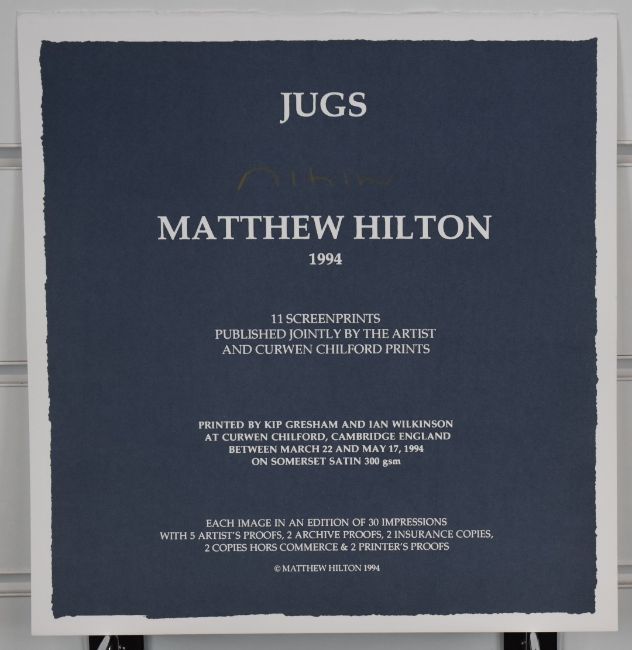 JUGS
MATTHEW HILTON
1994
11 SCREENPRINTS
PUBLISHED JOINTLY BY THE ARTIST
AND CURWEN CHILFORD PRINTS
PRINTED BY KIP GRESHAM AND IAN WILKINSON
AT CURWEN CHILFORD, CAMBRIDGE ENGLAND
BETWEEN MARCH 22 AND MAY 17, 1994
ON SOMERSET SATIN 300 gsm
EACH IMAGE IN AN EDITION OF 30 IMPRESSIONS
WITH 5 ARTIST'S PROOFS, 2 ARCHIVE PROOFS, 2 INSURANCE COPIES,
2 COPIES HORS COMMERCE & 2 PRINTER'S PROOFS
© MATTHEW HILTON 1994